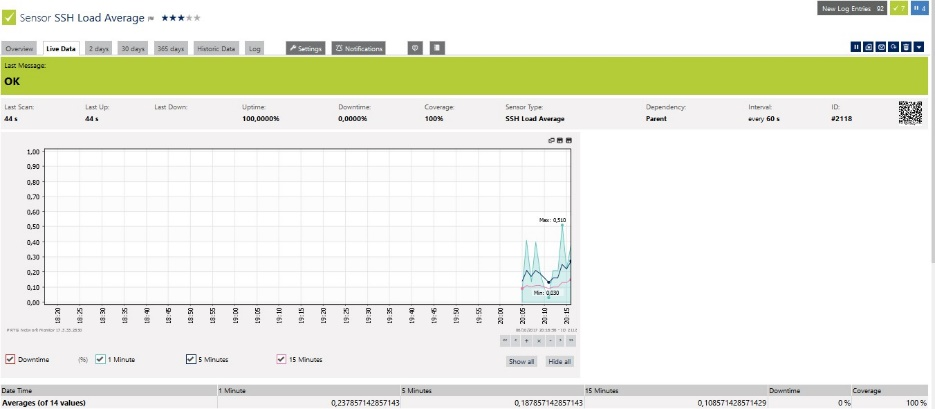 New Log Entries 92 7 4
Sensor SSH Load Average
Overview Live Data 2 days 30 days 365 days Historic Data Log Settings Notifications
Last Message:
OK
Last Scan: Last Up: Last Down: Uptime: Downtime: Coverage: Sensor Type: Dependency: Interval: ID:
44 s 44 s 100,0000% 0,0000% 100% SSH Load Average Parent every 60 s #2118
1,00
0,90
0,80
0,70
0,60
0,50
0,40
0,30
0,20
0,10
0,00
Max: 0,510
Min: 0,030
18:20 18:25 18:30 18:35 18:40 18:45 18:50 18:55 19:00 19:05 19:10 19:15 19:20 19:25 19:30 19:35 19:40 19:45 19:50 19:55 20:00 20:05 20:10 20:15
Downtime (%) 1 Minute 5 Minutes 15 Minutes Show all Hide all
Date Time 1 Minute 5 Minutes 15 Minutes Downtime Coverage
Averages (of 14 values) 0,237857142857143 0,187857142857143 0,108571428571429 0 % 100 %